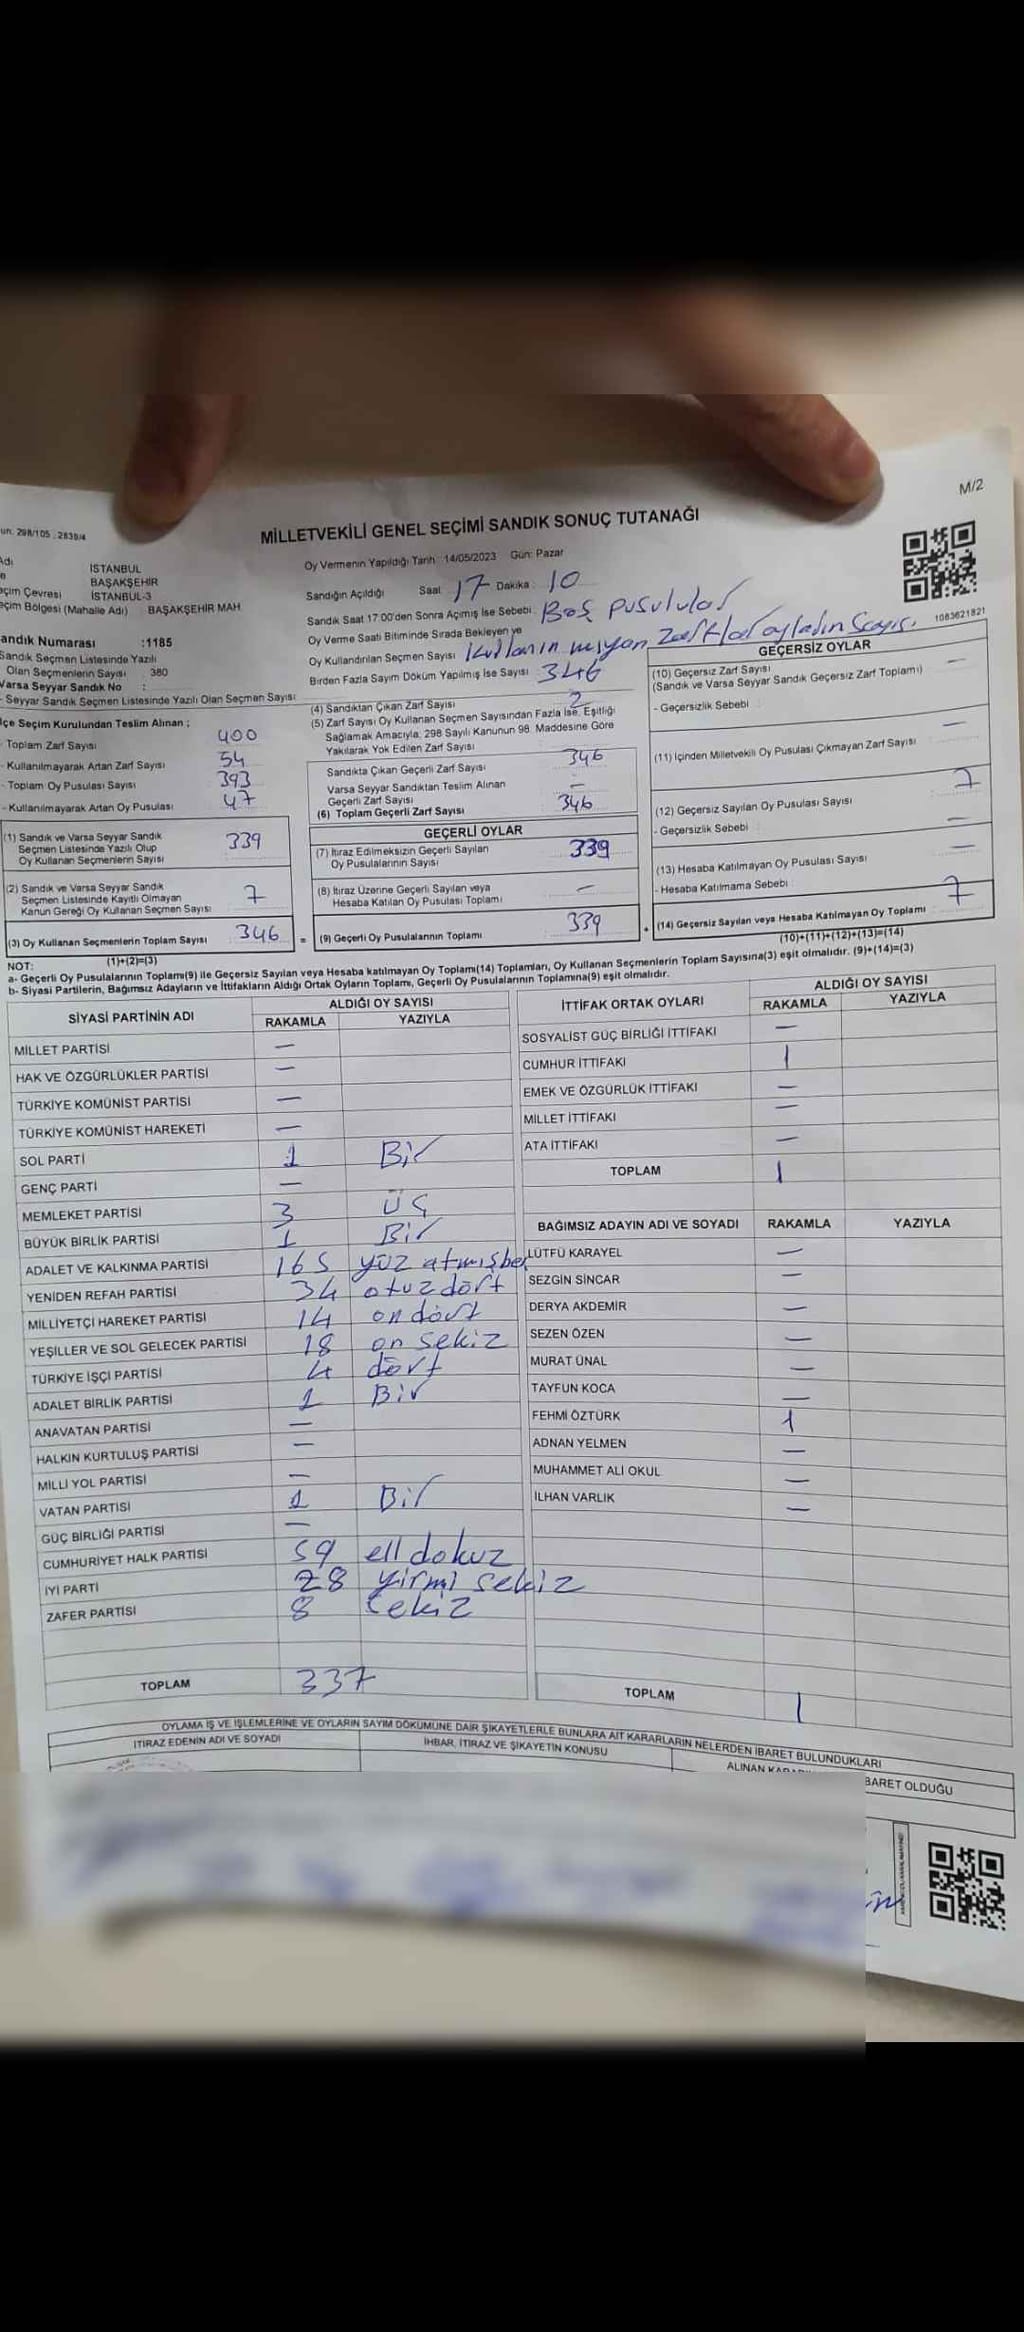 M/2
un: 298/105 , 2839/4
MİLLETVEKİLİ GENEL SEÇİMİ SANDIK SONUÇ TUTANAĞI
Adı İSTANBUL
BAŞAKŞEHİR
eçim Çevresi İSTANBUL-3
eçim Bölgesi (Mahalle Adı) : BAŞAKŞEHİR MAH
andık Numarası :1185
Sandık Seçmen Listesinde Yazılı
Olan Seçmenlerin Sayısı : 380
Varsa Seyyar Sandık No :
- Seyyar Sandık Seçmen Listesinde Yazılı Olan Seçmen Sayısı:
Oy Vermenin Yapıldığı Tarih : 14/05/2023 Gün: Pazar
Sandığın Açıldığı Saat 17 Dakika : 10
Sandık Saat 17:00'den Sonra Açımış İse Sebebi : Boş pusulular
Oy Verme Saati Bitiminde Sırada Bekleyen ve
Oy Kullandırılan Seçmen Sayısı Kullanın mıyan Zarflar oyladın Sayısı
Birden Fazla Sayım Döküm Yapılmış İse Sayısı 346
1083621821
İlçe Seçim Kurulundan Teslim Alınan ;
- Toplam Zarf Sayısı 400
- Kullanılmayarak Artan Zarf Sayısı 54
- Toplam Oy Pusulası Sayısı 393
- Kullanılmayarak Artan Oy Pusulası 47
(1) Sandık ve Varsa Seyyar Sandık
Seçmen Listesinde Yazılı Olup
Oy Kullanan Seçmenlerin Sayısı 339
(2) Sandık ve Varsa Seyyar Sandık
Seçmen Listesinde Kayıtlı Olmayan
Kanun Gereği Oy Kullanan Seçmen Sayısı 7
(3) Oy Kullanan Seçmenlerin Toplam Sayısı 346
(1)+(2)=(3)
(4) Sandıktan Çıkan Zarf Sayısı 2
(5) Zarf Sayısı Oy Kullanan Seçmen Sayısından Fazla İse, Eşitliği
Sağlamak Amacıyla, 298 Sayılı Kanunun 98. Maddesine Göre
Yakılarak Yok Edilen Zarf Sayısı
Sandıkta Çıkan Geçerli Zarf Sayısı 346
Varsa Seyyar Sandıktan Teslim Alınan
Geçerli Zarf Sayısı –
(6) Toplam Geçerli Zarf Sayısı 346
GEÇERLİ OYLAR
(7) İtiraz Edilmeksizin Geçerli Sayılan
Oy Pusulalarının Sayısı 339
(8) İtiraz Üzerine Geçerli Sayılan veya
Hesaba Katılan Oy Pusulası Toplamı –
= (9) Geçerli Oy Pusulalarının Toplamı 339
GEÇERSİZ OYLAR
(10) Geçersiz Zarf Sayısı –
(Sandık ve Varsa Seyyar Sandık Geçersiz Zarf Toplamı)
- Geçersizlik Sebebi :
–
(11) İçinden Milletvekili Oy Pusulası Çıkmayan Zarf Sayısı
(12) Geçersiz Sayılan Oy Pusulası Sayısı 7
- Geçersizlik Sebebi –
(13) Hesaba Katılmayan Oy Pusulası Sayısı –
- Hesaba Katılmama Sebebi
+ (14) Geçersiz Sayılan veya Hesaba Katılmayan Oy Toplamı 7
(10)+(11)+(12)+(13)=(14)
NOT:
a- Geçerli Oy Pusulalarının Toplamı(9) ile Geçersiz Sayılan veya Hesaba katılmayan Oy Toplamı(14) Toplamları, Oy Kullanan Seçmenlerin Toplam Sayısına(3) eşit olmalıdır. (9)+(14)=(3)
b- Siyasi Partilerin, Bağımsız Adayların ve İttifakların Aldığı Ortak Oyların Toplamı, Geçerli Oy Pusulalarının Toplamına(9) eşit olmalıdır.
SİYASİ PARTİNİN ADI ALDIĞI OY SAYISI
RAKAMLA YAZIYLA
MİLLET PARTİSİ –
HAK VE ÖZGÜRLÜKLER PARTİSİ –
TÜRKİYE KOMÜNİST PARTİSİ –
TÜRKİYE KOMÜNİST HAREKETİ –
SOL PARTİ 1 Bir
GENÇ PARTİ –
MEMLEKET PARTİSİ 3 ÜÇ
BÜYÜK BİRLİK PARTİSİ 1 Bir
ADALET VE KALKINMA PARTİSİ 165 yüz atmışbeş
YENİDEN REFAH PARTİSİ 34 otuz dört
MİLLİYETÇİ HAREKET PARTİSİ 14 on dört
YEŞİLLER VE SOL GELECEK PARTİSİ 18 on sekiz
TÜRKİYE İŞÇİ PARTİSİ 4 dört
ADALET BİRLİK PARTİSİ 1 Bir
ANAVATAN PARTİSİ –
HALKIN KURTULUŞ PARTİSİ –
MİLLİ YOL PARTİSİ –
VATAN PARTİSİ 1 Bir
GÜÇ BİRLİĞİ PARTİSİ –
CUMHURİYET HALK PARTİSİ 59 ell dokuz
İYİ PARTİ 28 yirmi sekiz
ZAFER PARTİSİ 8 sekiz
TOPLAM 337
İTTİFAK ORTAK OYLARI ALDIĞI OY SAYISI
RAKAMLA YAZIYLA
SOSYALİST GÜÇ BİRLİĞİ İTTİFAKI –
CUMHUR İTTİFAKI 1
EMEK VE ÖZGÜRLÜK İTTİFAKI –
MİLLET İTTİFAKI –
ATA İTTİFAKI –
TOPLAM 1
BAĞIMSIZ ADAYIN ADI VE SOYADI RAKAMLA YAZIYLA
LÜTFÜ KARAYEL –
SEZGİN SİNCAR –
DERYA AKDEMİR –
SEZEN ÖZEN –
MURAT ÜNAL –
TAYFUN KOCA –
FEHMİ ÖZTÜRK 1
ADNAN YELMEN –
MUHAMMET ALİ OKUL –
İLHAN VARLIK –
TOPLAM 1
OYLAMA İŞ VE İŞLEMLERİNE VE OYLARIN SAYIM DÖKÜMÜNE DAİR ŞİKAYETLERLE BUNLARA AİT KARARLARIN NELERDEN İBARET BULUNDUKLARI
İTİRAZ EDENİN ADI VE SOYADI İHBAR, İTİRAZ VE ŞİKAYETİN KONUSU ALINAN BARET OLDUĞU